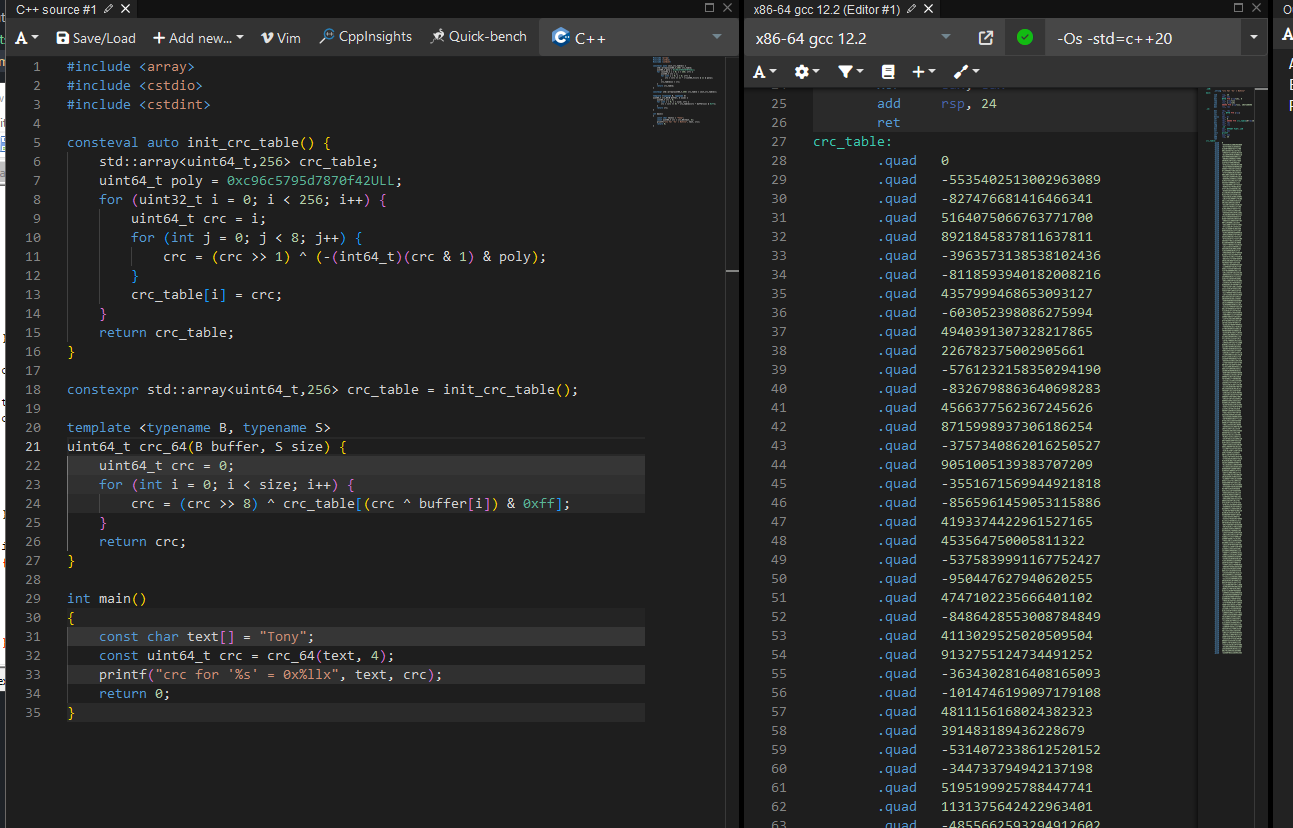 C++ source #1
A
Save/Load
+ Add new...
Vim
CppInsights
Quick-bench
C++
1 #include <array>
2 #include <cstdio>
3 #include <cstdint>
4
5 consteval auto init_crc_table() {
6 std::array<uint64_t,256> crc_table;
7 uint64_t poly = 0xc96c5795d7870f42ULL;
8 for (uint32_t i = 0; i < 256; i++) {
9 uint64_t crc = i;
10 for (int j = 0; j < 8; j++) {
11 crc = (crc >> 1) ^ (-(int64_t)(crc & 1) & poly);
12 }
13 crc_table[i] = crc;
14 }
15 return crc_table;
16 }
17
18 constexpr std::array<uint64_t,256> crc_table = init_crc_table();
19
20 template <typename B, typename S>
21 uint64_t crc_64(B buffer, S size) {
22 uint64_t crc = 0;
23 for (int i = 0; i < size; i++) {
24 crc = (crc >> 8) ^ crc_table[(crc ^ buffer[i]) & 0xff];
25 }
26 return crc;
27 }
28
29 int main()
30 {
31 const char text[] = "Tony";
32 const uint64_t crc = crc_64(text, 4);
33 printf("crc for '%s' = 0x%llx", text, crc);
34 return 0;
35 }
x86-64 gcc 12.2 (Editor #1)
x86-64 gcc 12.2
-Os -std=c++20
A
25 add rsp, 24
26 ret
27 crc_table:
28 .quad 0
29 .quad -5535402513002963089
30 .quad -827476681416466341
31 .quad 5164075066763771700
32 .quad 8921845837811637811
33 .quad -3963573138538102436
34 .quad -8118593940182008216
35 .quad 4357999468653093127
36 .quad -603052398086275994
37 .quad 4940391307328217865
38 .quad 226782375002905661
39 .quad -5761232158350294190
40 .quad -8326798863640698283
41 .quad 4566377562367245626
42 .quad 8715998937306186254
43 .quad -3757340862016250527
44 .quad 9051005139383707209
45 .quad -3551671569944921818
46 .quad -8565961459053115886
47 .quad 4193374422961527165
48 .quad 453564750005811322
49 .quad -5375839991167752427
50 .quad -950447627940620255
51 .quad 4747102235666401102
52 .quad -8486428553008784849
53 .quad 4113029525020509504
54 .quad 9132755124734491252
55 .quad -3634302816408165093
56 .quad -1014746199097179108
57 .quad 4811156168024382323
58 .quad 391483189436228679
59 .quad -5314072338612520152
60 .quad -344733794942137198
61 .quad 5195199925788447741
62 .quad 1131375642422963401
63 .quad -4855662593294912602